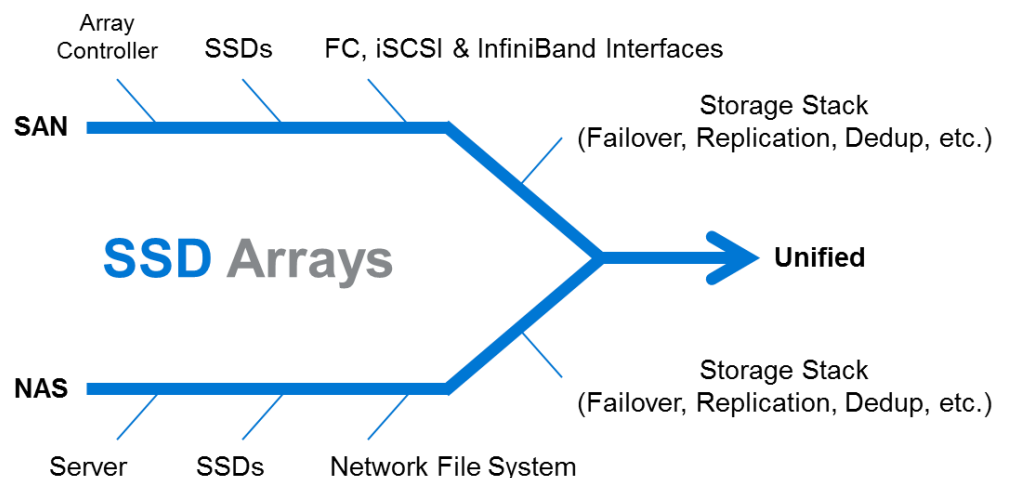 Array
Controller
SSDs
FC, iSCSI & InfiniBand Interfaces
SAN
Storage Stack
(Failover, Replication, Dedup, etc.)
SSD Arrays
Unified
NAS
Storage Stack
(Failover, Replication, Dedup, etc.)
Server
SSDs
Network File System